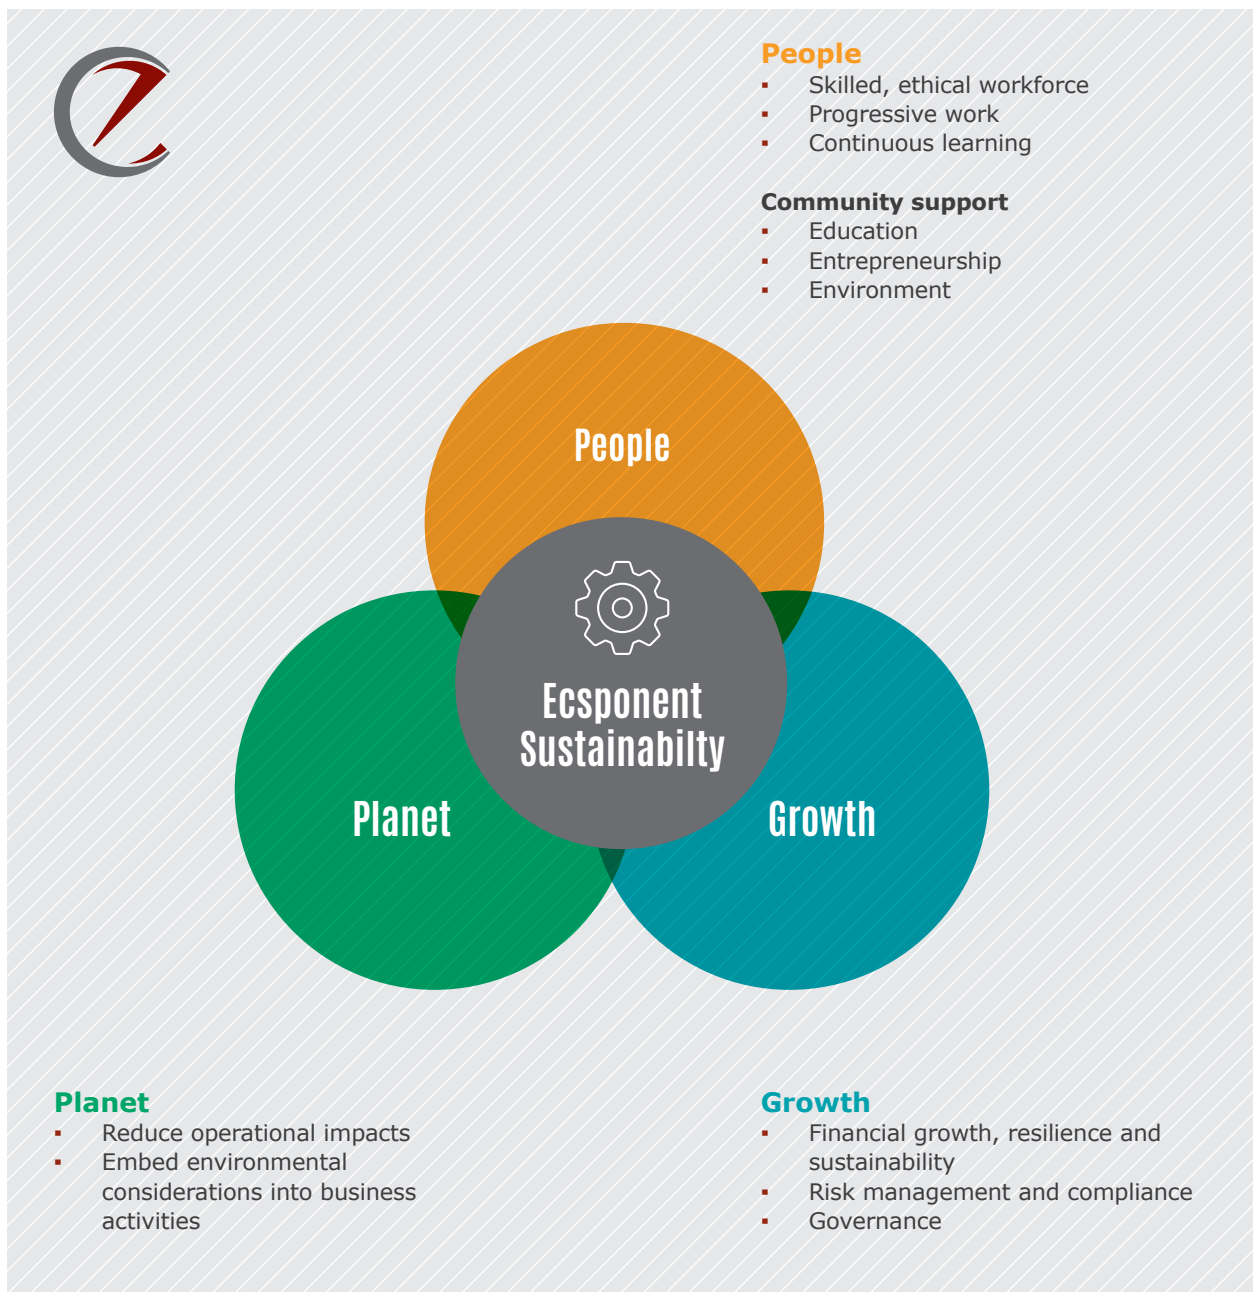 People
▪ Skilled, ethical workforce
▪ Progressive work
▪ Continuous learning
Community support
▪ Education
▪ Entrepreneurship
▪ Environment
People
Ecsponent
Sustainabilty
Planet
Growth
Planet
▪ Reduce operational impacts
▪ Embed environmental
considerations into business
activities
Growth
▪ Financial growth, resilience and
sustainability
▪ Risk management and compliance
▪ Governance